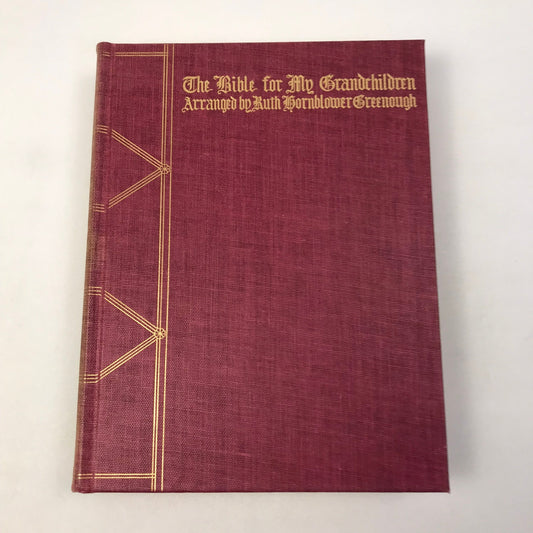 The Bible for My Grandchildren
Arranged by Ruth Hornblower Greenough